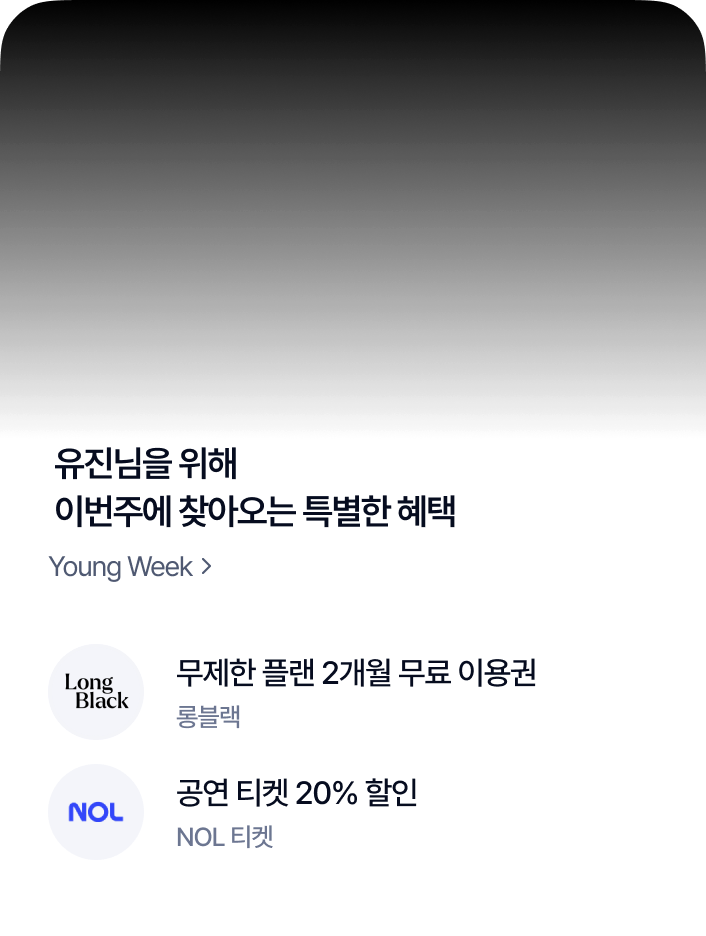 유진님을 위해
이번주에 찾아오는 특별한 혜택
Young Week >
Long
Black
무제한 플랜 2개월 무료 이용권
롱블랙
NOL
공연 티켓 20% 할인
NOL 티켓